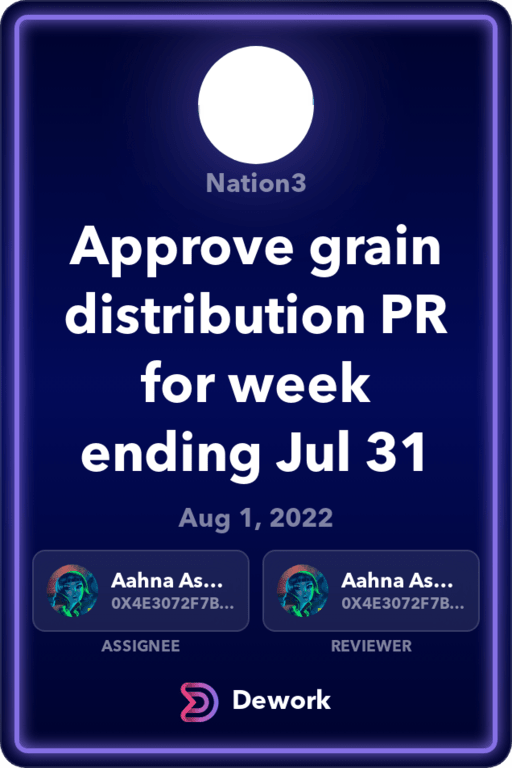 Nation3
Approve grain
distribution PR
for week
ending Jul 31
Aug 1, 2022
Aahna As...
0X4E3072F7B...
ASSIGNEE
Aahna As...
0X4E3072F7B...
REVIEWER
Dework